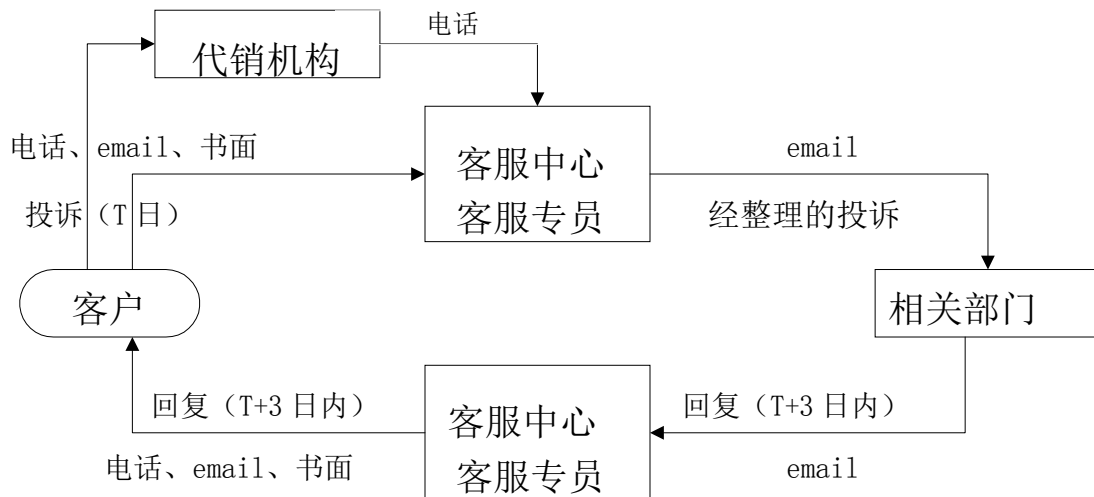 电话
代销机构
电话、email、书面
客服中心
客服专员
email
投诉（T 日）
经整理的投诉
客户
相关部门
回复（T+3 日内）
客服中心
客服专员
回复（T+3 日内）
电话、email、书面
email